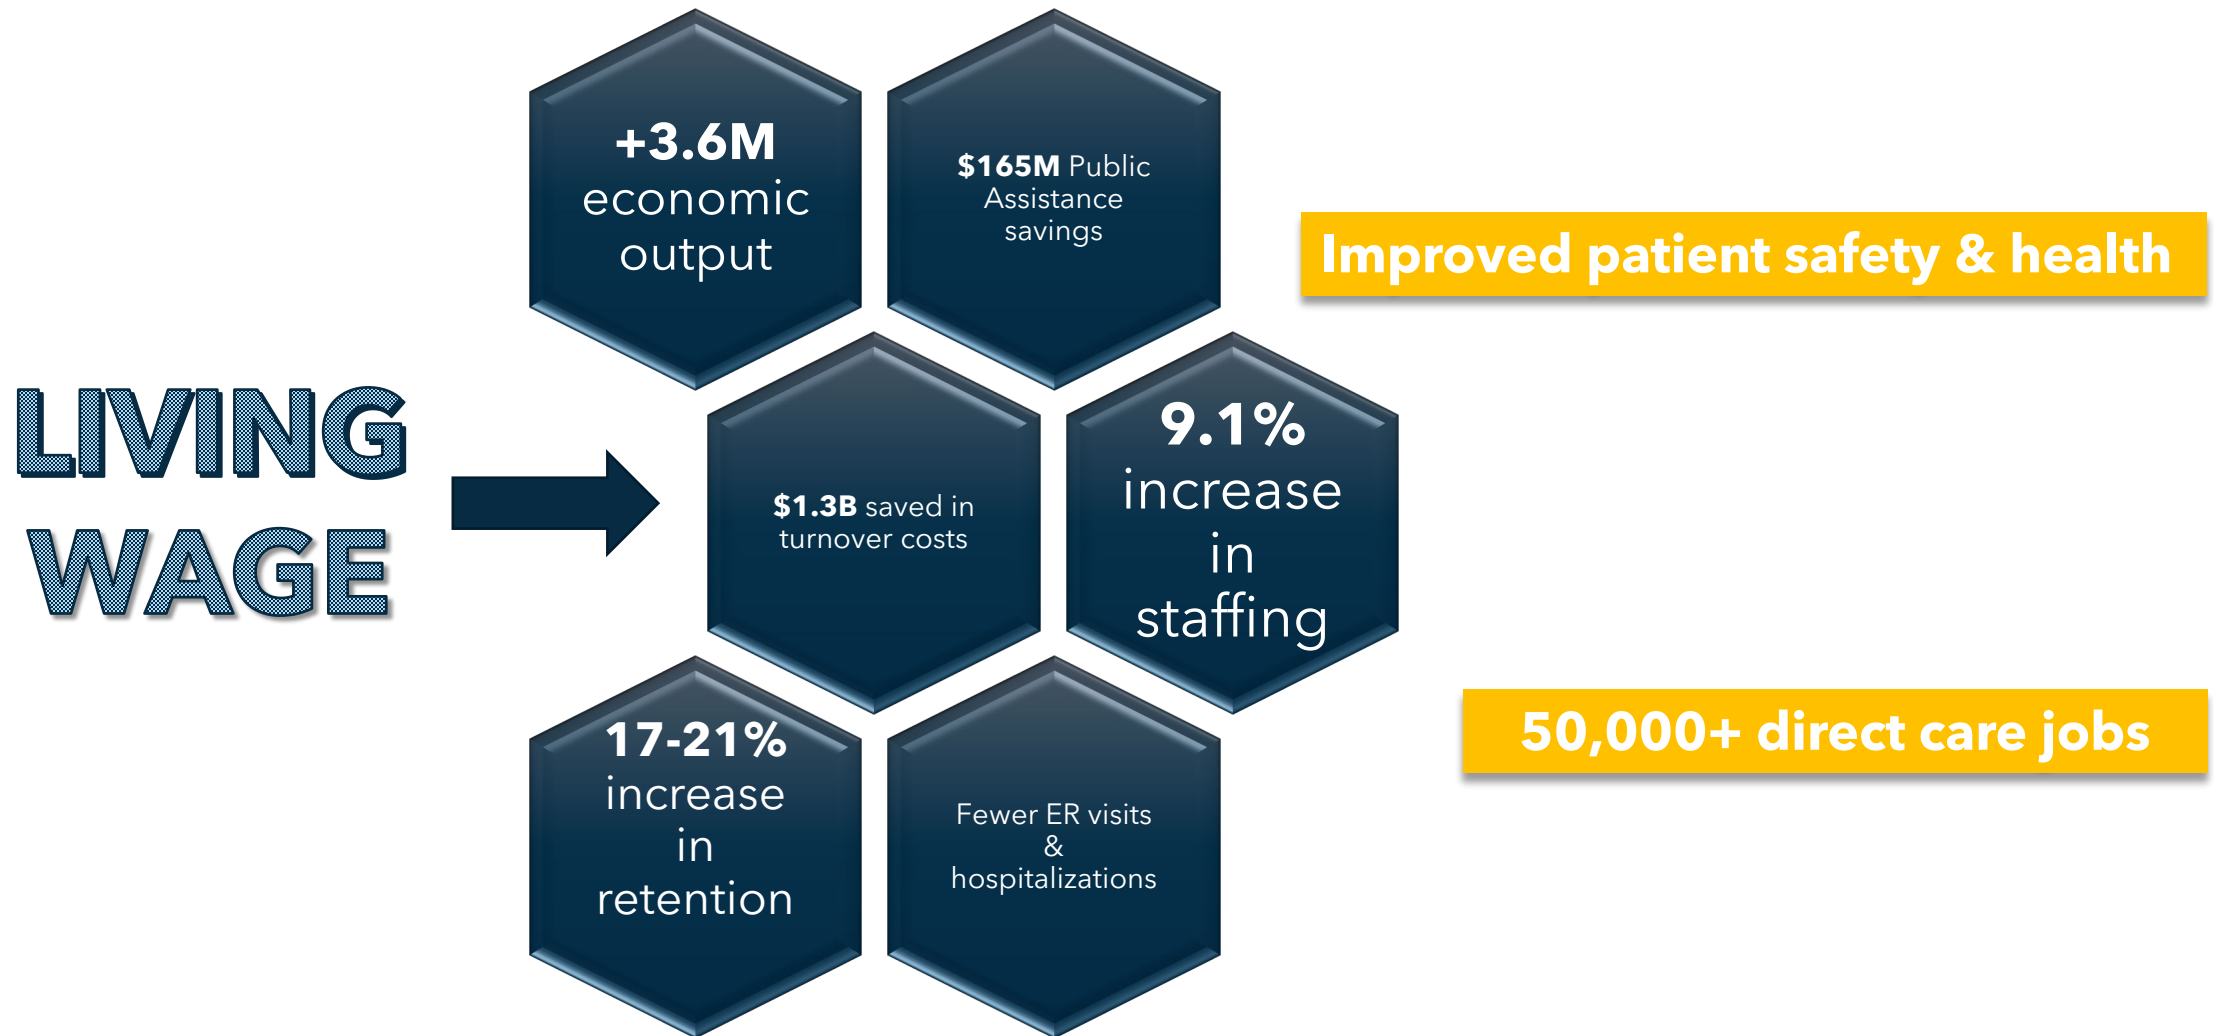 LIVING
WAGE
+3.6M
economic
output
$165M Public
Assistance
savings
$1.3B saved in
turnover costs
9.1%
increase
in
staffing
17-21%
increase
in
retention
Fewer ER visits
&
hospitalizations
Improved patient safety & health
50,000+ direct care jobs